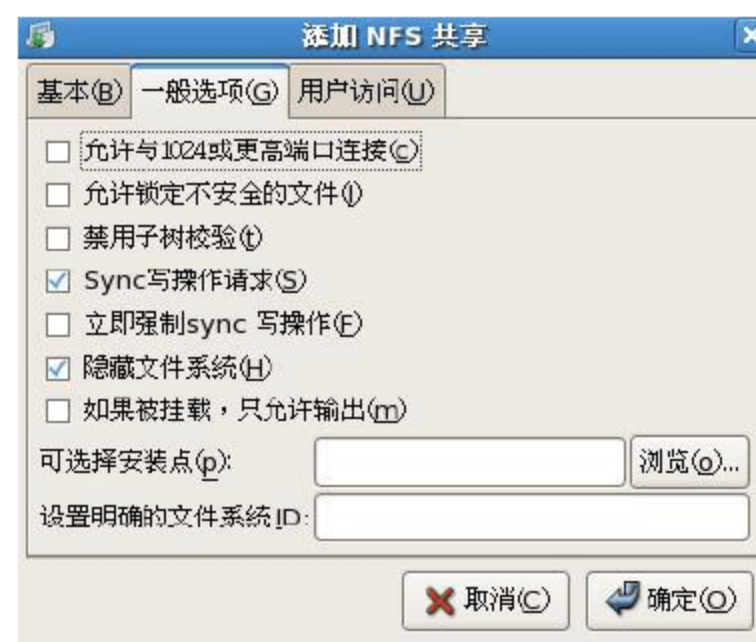 添加 NFS 共享
基本(B) 一般选项(G) 用户访问(U)
允许与1024或更高端口连接(c)
允许锁定不安全的文件(I)
禁用子树校验(t)
Sync写操作请求(S)
立即强制sync 写操作(F)
隐藏文件系统(H)
如果被挂载，只允许输出(m)
可选择安装点(p): 浏览(o)...
设置明确的文件系统 ID:
取消(C) 确定(O)